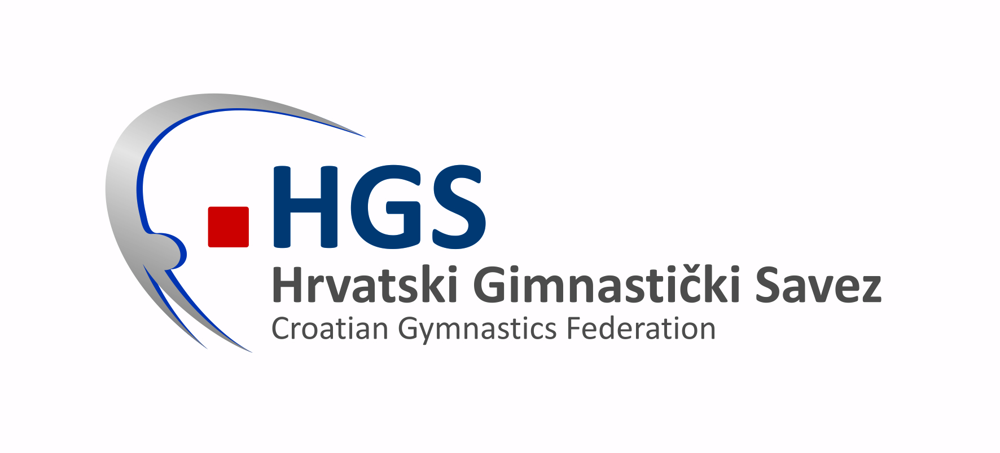 HGS
Hrvatski Gimnastički Savez
Croatian Gymnastics Federation